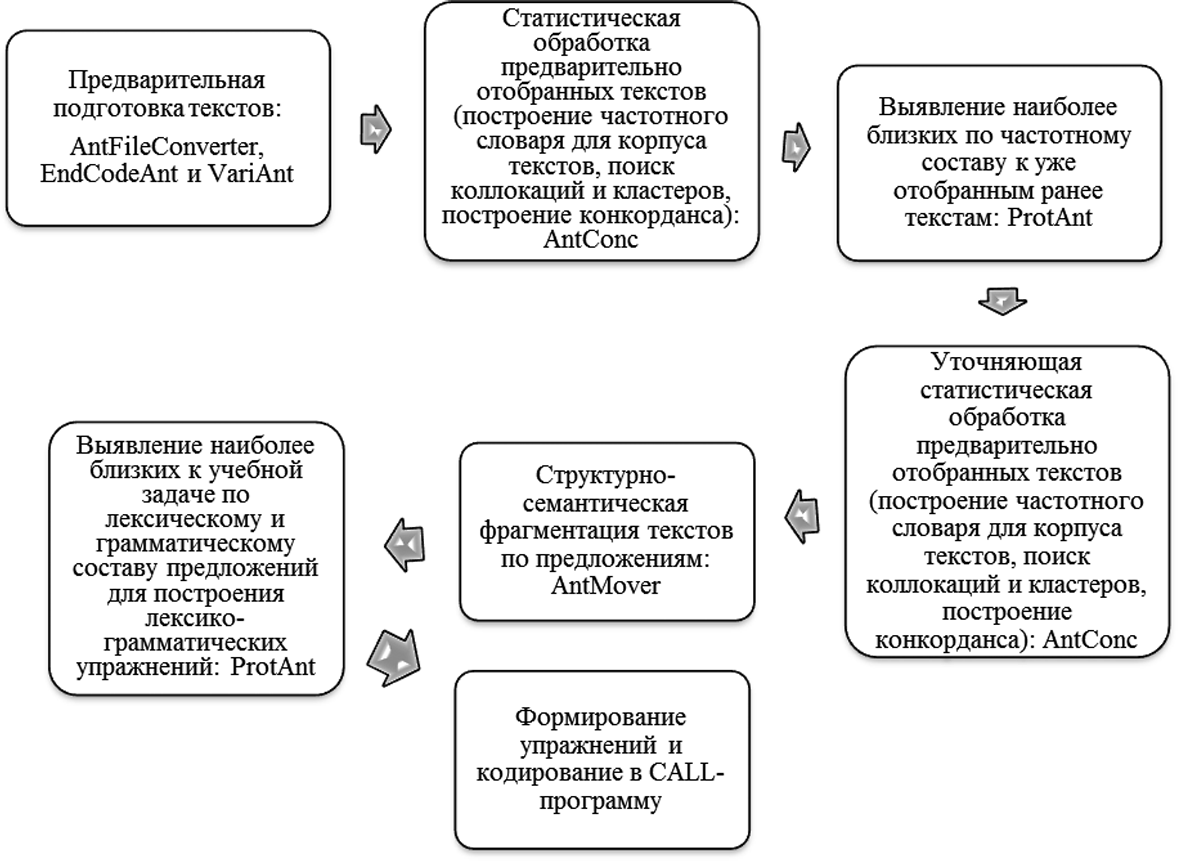 Предварительная
подготовка текстов:
AntFileConverter,
EndCodeAnt и VariAnt
Статистическая
обработка
предварительно
отобранных текстов
(построение частотного
словаря для корпуса
текстов, поиск
коллокаций и кластеров,
построение конкорданса):
AntConc
Выявление наиболее
близких по частотному
составу к уже
отобранным ранее
текстам: ProtAnt
Уточняющая
статистическая
обработка
предварительно
отобранных текстов
(построение частотного
словаря для корпуса
текстов, поиск
коллокаций и кластеров,
построение
конкорданса): AntConc
Структурно-
семантическая
фрагментация текстов
по предложениям:
AntMover
Выявление наиболее
близких к учебной
задаче по
лексическому и
грамматическому
составу предложений
для построения
лексико-
грамматических
упражнений: ProtAnt
Формирование
упражнений и
кодирование в CALL-
программу